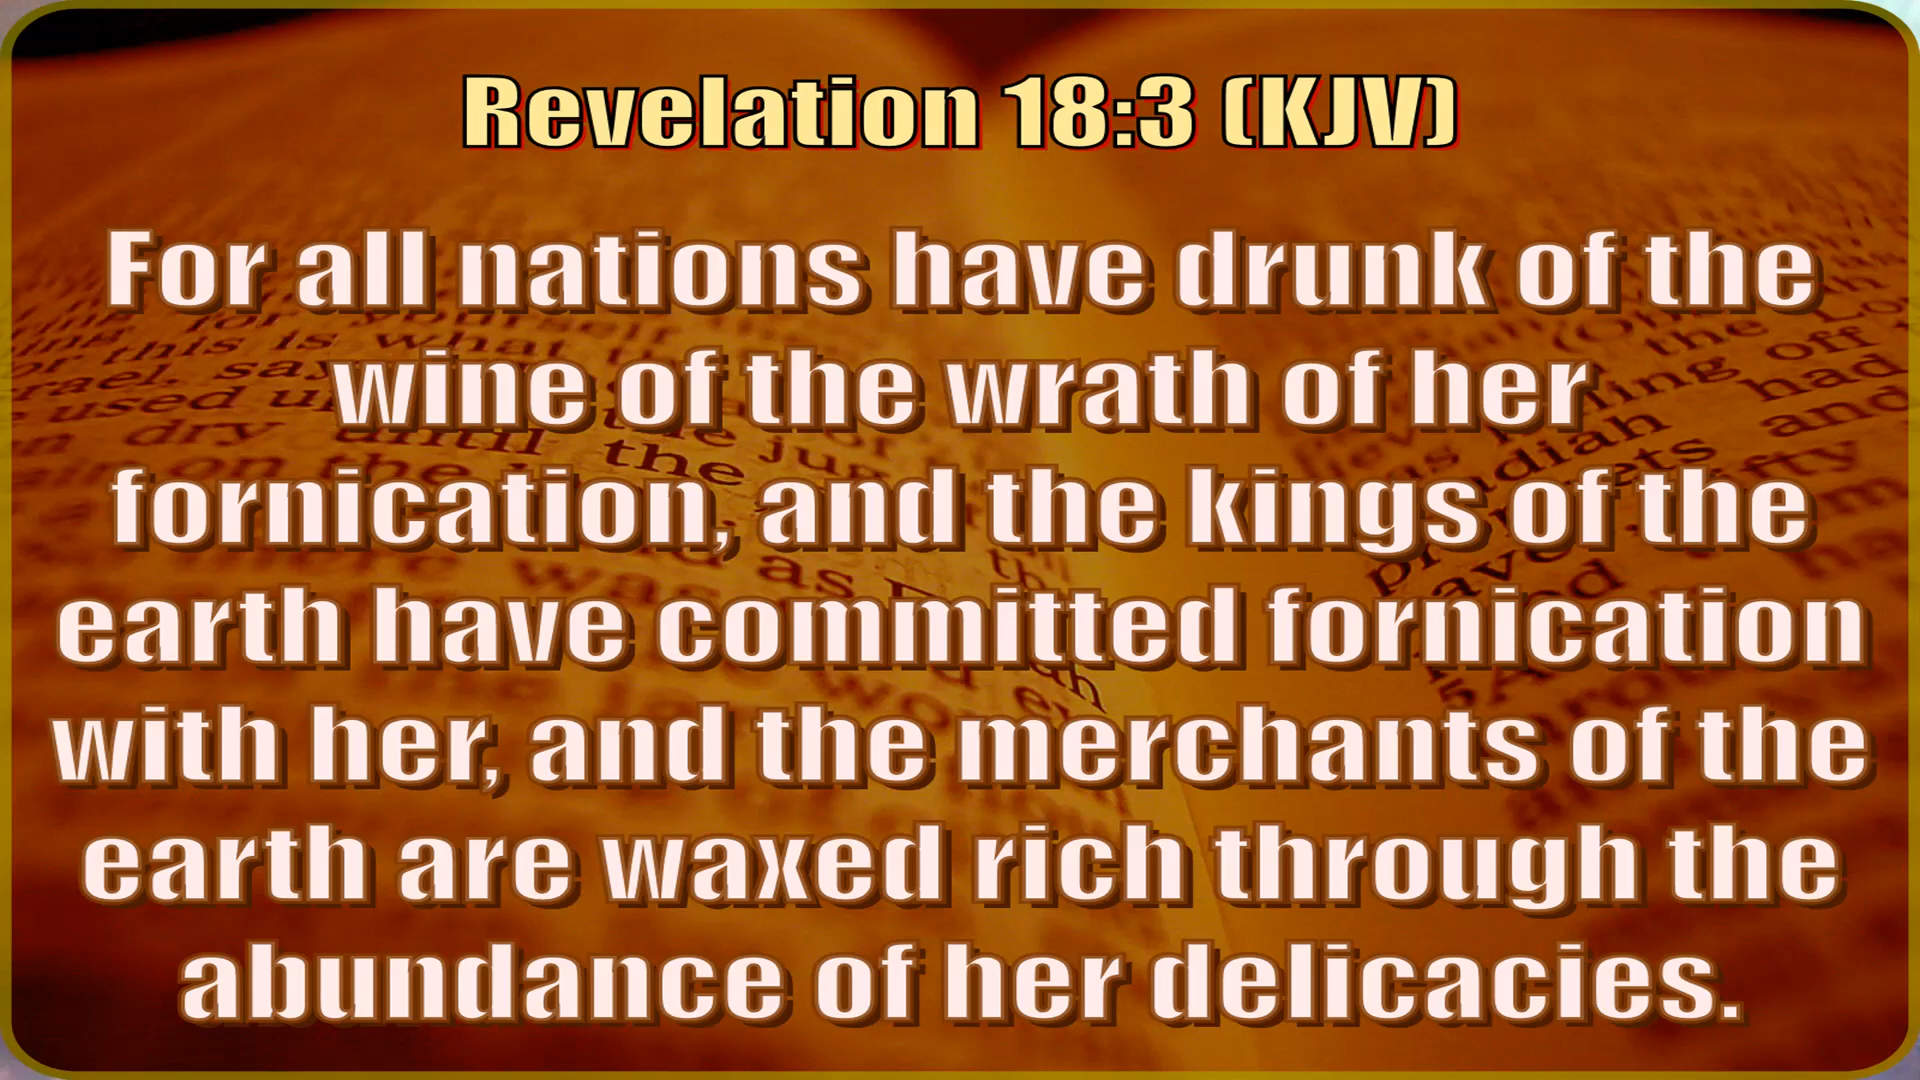 Revelation 18:3 (KJV)
For all nations have drunk of the
wine of the wrath of her
fornication, and the kings of the
earth have committed fornication
with her, and the merchants of the
earth are waxed rich through the
abundance of her delicacies.